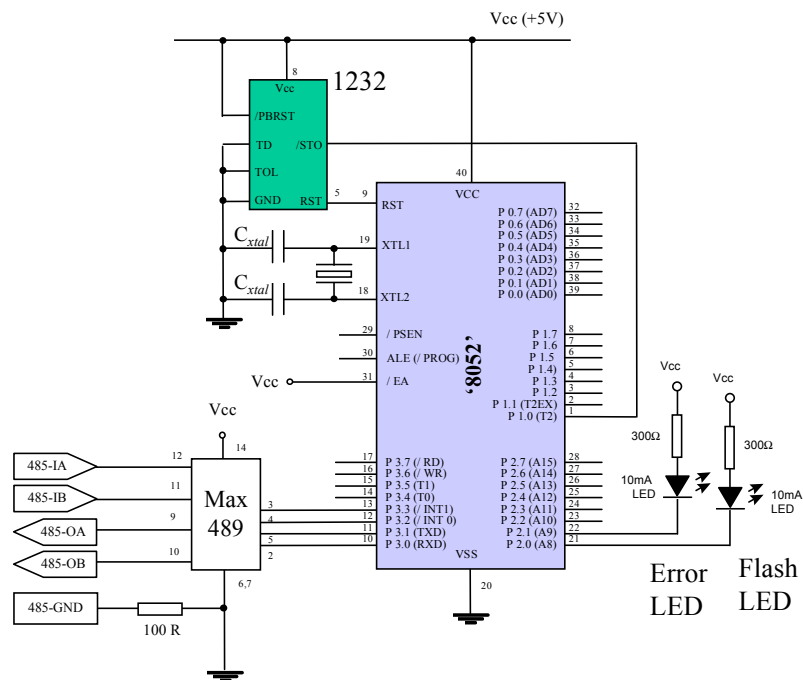 Vcc (+5V)
1232
8
Vcc
/PBRST
TD
/STO
TOL
GND
RST
5
9
40
RST
VCC
Cxtal
19
XTL1
Cxtal
18
XTL2
29
/ PSEN
30
ALE (/ PROG)
Vcc
31
/ EA
'8052'
P 0.7 (AD7)
32
P 0.6 (AD6)
33
P 0.5 (AD5)
34
P 0.4 (AD4)
35
P 0.3 (AD3)
36
P 0.2 (AD2)
37
P 0.1 (AD1)
38
P 0.0 (AD0)
39
P 1.7
8
P 1.6
7
P 1.5
6
P 1.4)
5
P 1.3
4
P 1.2
3
P 1.1 (T2EX)
2
P 1.0 (T2)
1
17
P 3.7 (/ RD)
16
P 3.6 (/ WR)
15
P 3.5 (T1)
14
P 3.4 (T0)
13
P 3.3 (/ INT1)
12
P 3.2 (/ INT 0)
11
P 3.1 (TXD)
10
P 3.0 (RXD)
P 2.7 (A15)
28
P 2.6 (A14)
27
P 2.5 (A13)
26
P 2.4 (A12)
25
P 2.3 (A11)
24
P 2.2 (A10)
23
P 2.1 (A9)
22
P 2.0 (A8)
21
VSS
20
Vcc
14
485-IA
12
485-IB
11
485-OA
9
485-OB
10
Max
489
3
4
5
2
6,7
485-GND
100 R
Vcc
300Ω
10mA
LED
Vcc
300Ω
10mA
LED
Error
LED
Flash
LED